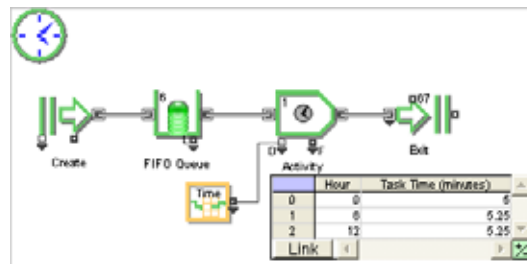 6
1
67
Create
FIFO Queue
Activity
Exit
D
F
Time
Hour Task Time (minutes)
0 0 6
1 6 5.25
2 12 5.25
Link